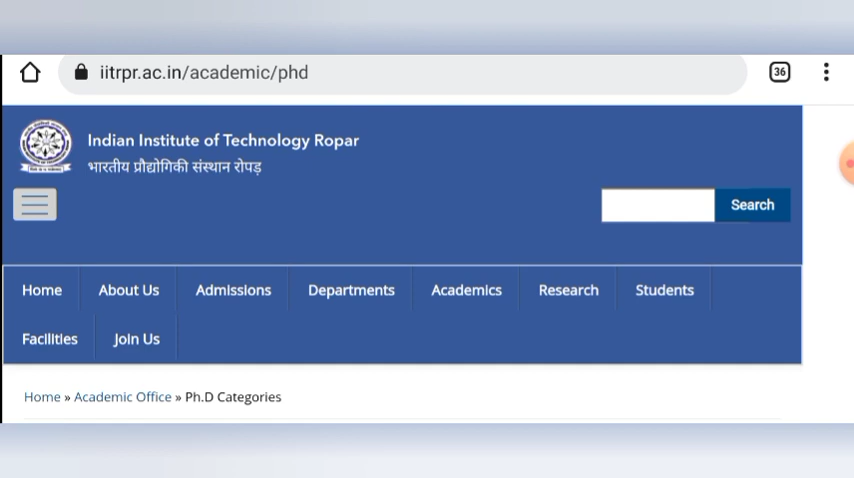 iitrpr.ac.in/academic/phd
36
Indian Institute of Technology Ropar
भारतीय प्रौद्योगिकी संस्थान रोपड़
Search
Home About Us Admissions Departments Academics Research Students
Facilities Join Us
Home » Academic Office » Ph.D Categories